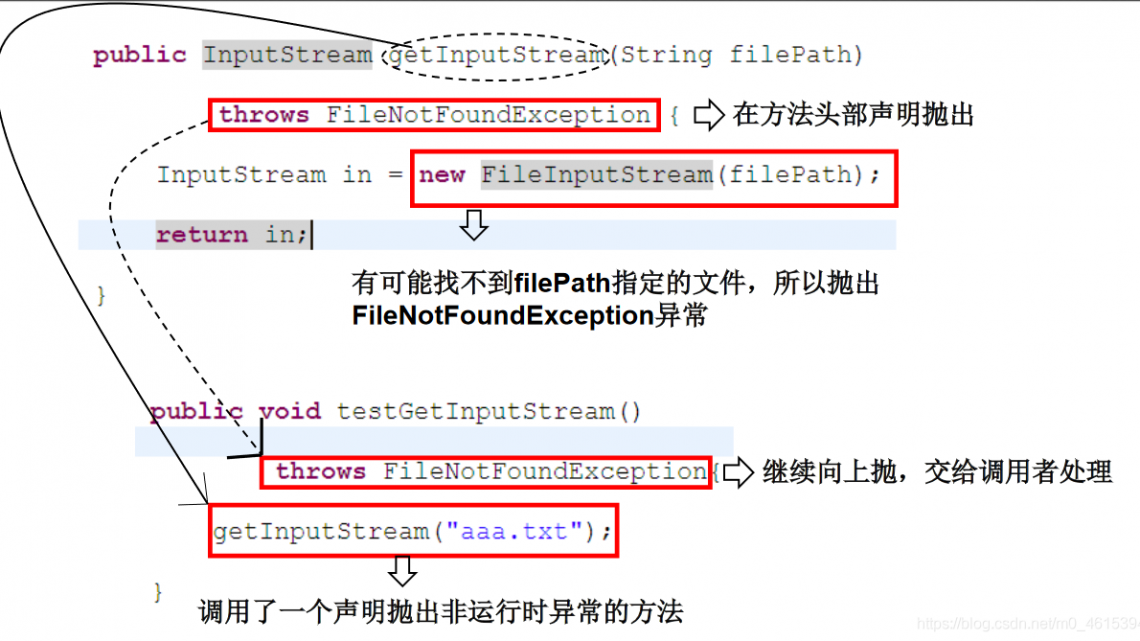 public InputStream getInputStream(String filePath)
throws FileNotFoundException { 在方法头部声明抛出
InputStream in = new FileInputStream(filePath);
return in;
有可能找不到filePath指定的文件，所以抛出
FileNotFoundException异常
}
public void testGetInputStream()
throws FileNotFoundException{ 继续向上抛，交给调用者处理
getInputStream("aaa.txt");
}
调用了一个声明抛出非运行时异常的方法
https://blog.csdn.net/m0_4615394